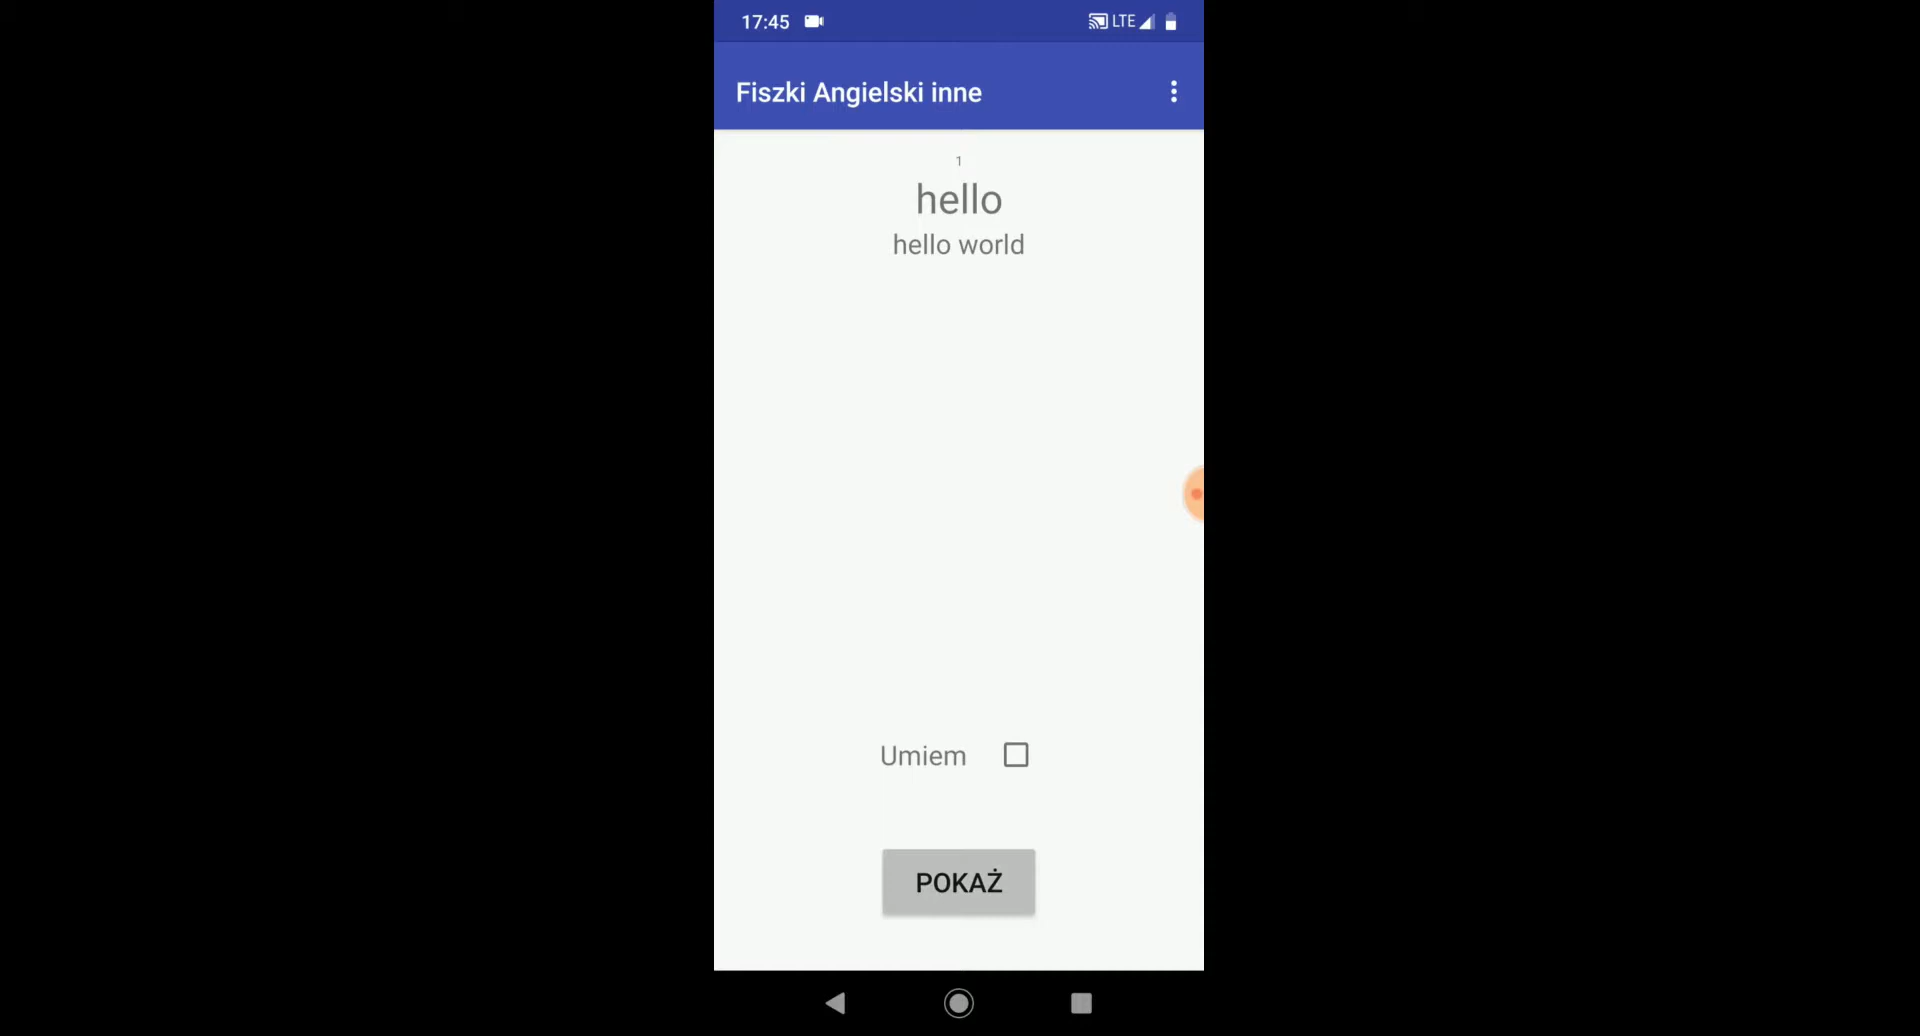 17:45 LTE
Fiszki Angielski inne
1
hello
hello world
Umiem
POKAŻ